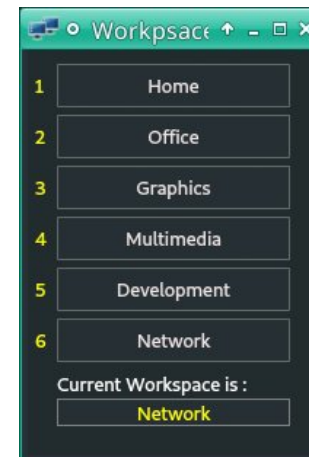 Workpsace
1 Home
2 Office
3 Graphics
4 Multimedia
5 Development
6 Network
Current Workspace is :
Network